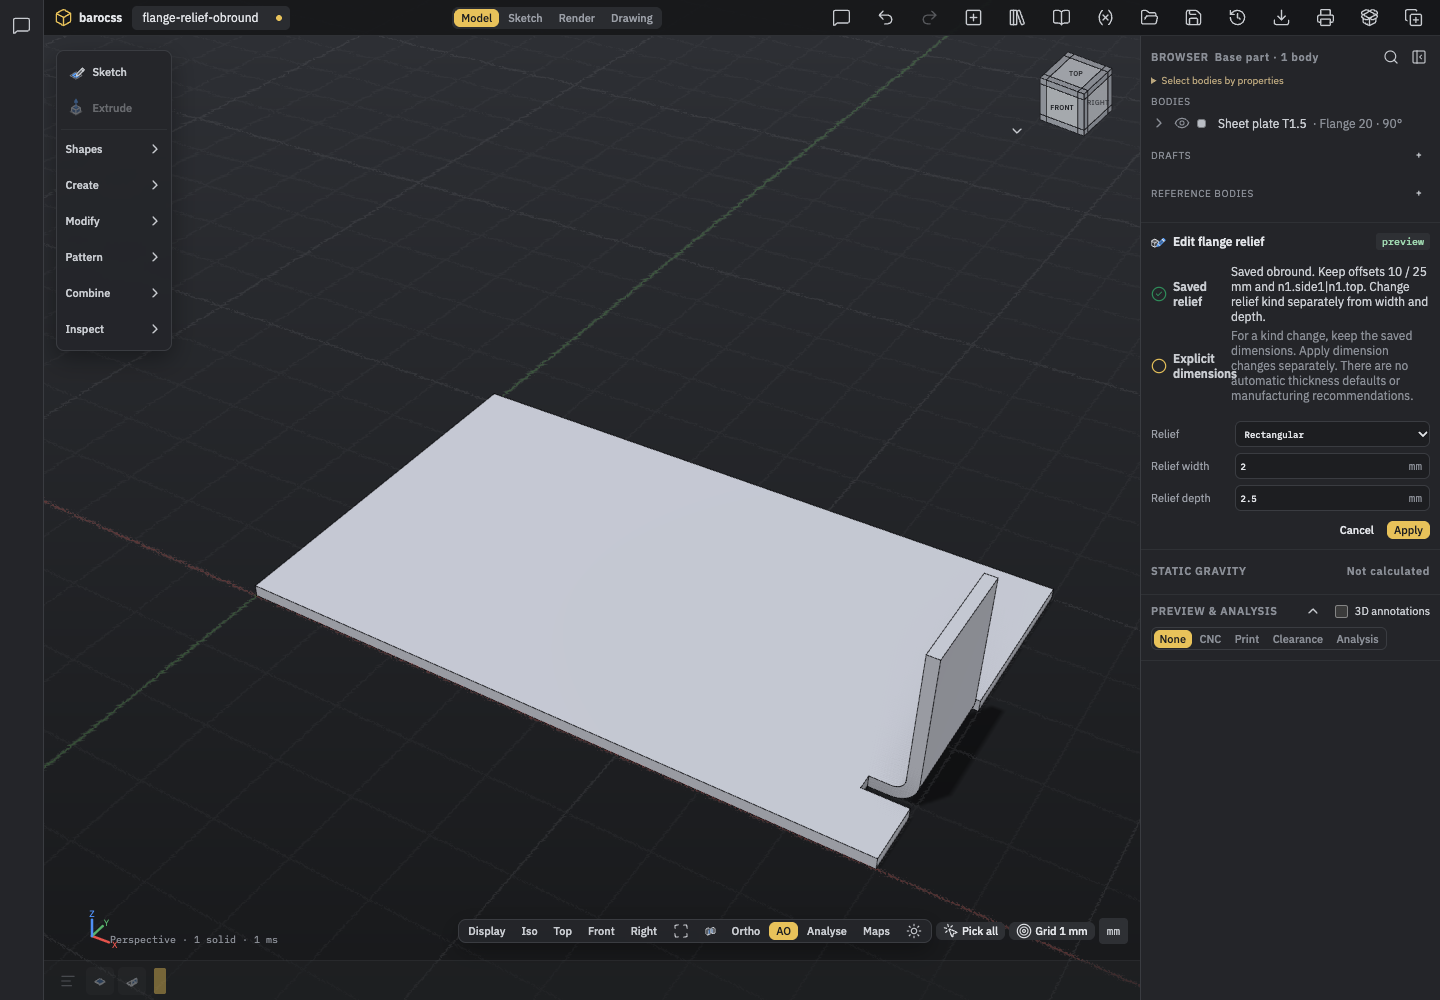 barocss
flange-relief-obround
Model
Sketch
Render
Drawing
Sketch
Extrude
Shapes
Create
Modify
Pattern
Combine
Inspect
TOP
FRONT
RIGHT
BROWSER Base part · 1 body
Select bodies by properties
BODIES
Sheet plate T1.5 · Flange 20 · 90°
DRAFTS
REFERENCE BODIES
Edit flange relief
preview
Saved
relief
Saved obround. Keep offsets 10 / 25
mm and n1.side1|n1.top. Change
relief kind separately from width and
depth.
Explicit
dimensions
For a kind change, keep the saved
dimensions. Apply dimension
changes separately. There are no
automatic thickness defaults or
manufacturing recommendations.
Relief
Rectangular
Relief width
2
mm
Relief depth
2.5
mm
Cancel
Apply
STATIC GRAVITY
Not calculated
PREVIEW & ANALYSIS
3D annotations
None
CNC
Print
Clearance
Analysis
Z
Y
X
Perspective · 1 solid · 1 ms
Display
Iso
Top
Front
Right
Ortho
AO
Analyse
Maps
Pick all
Grid 1 mm
mm